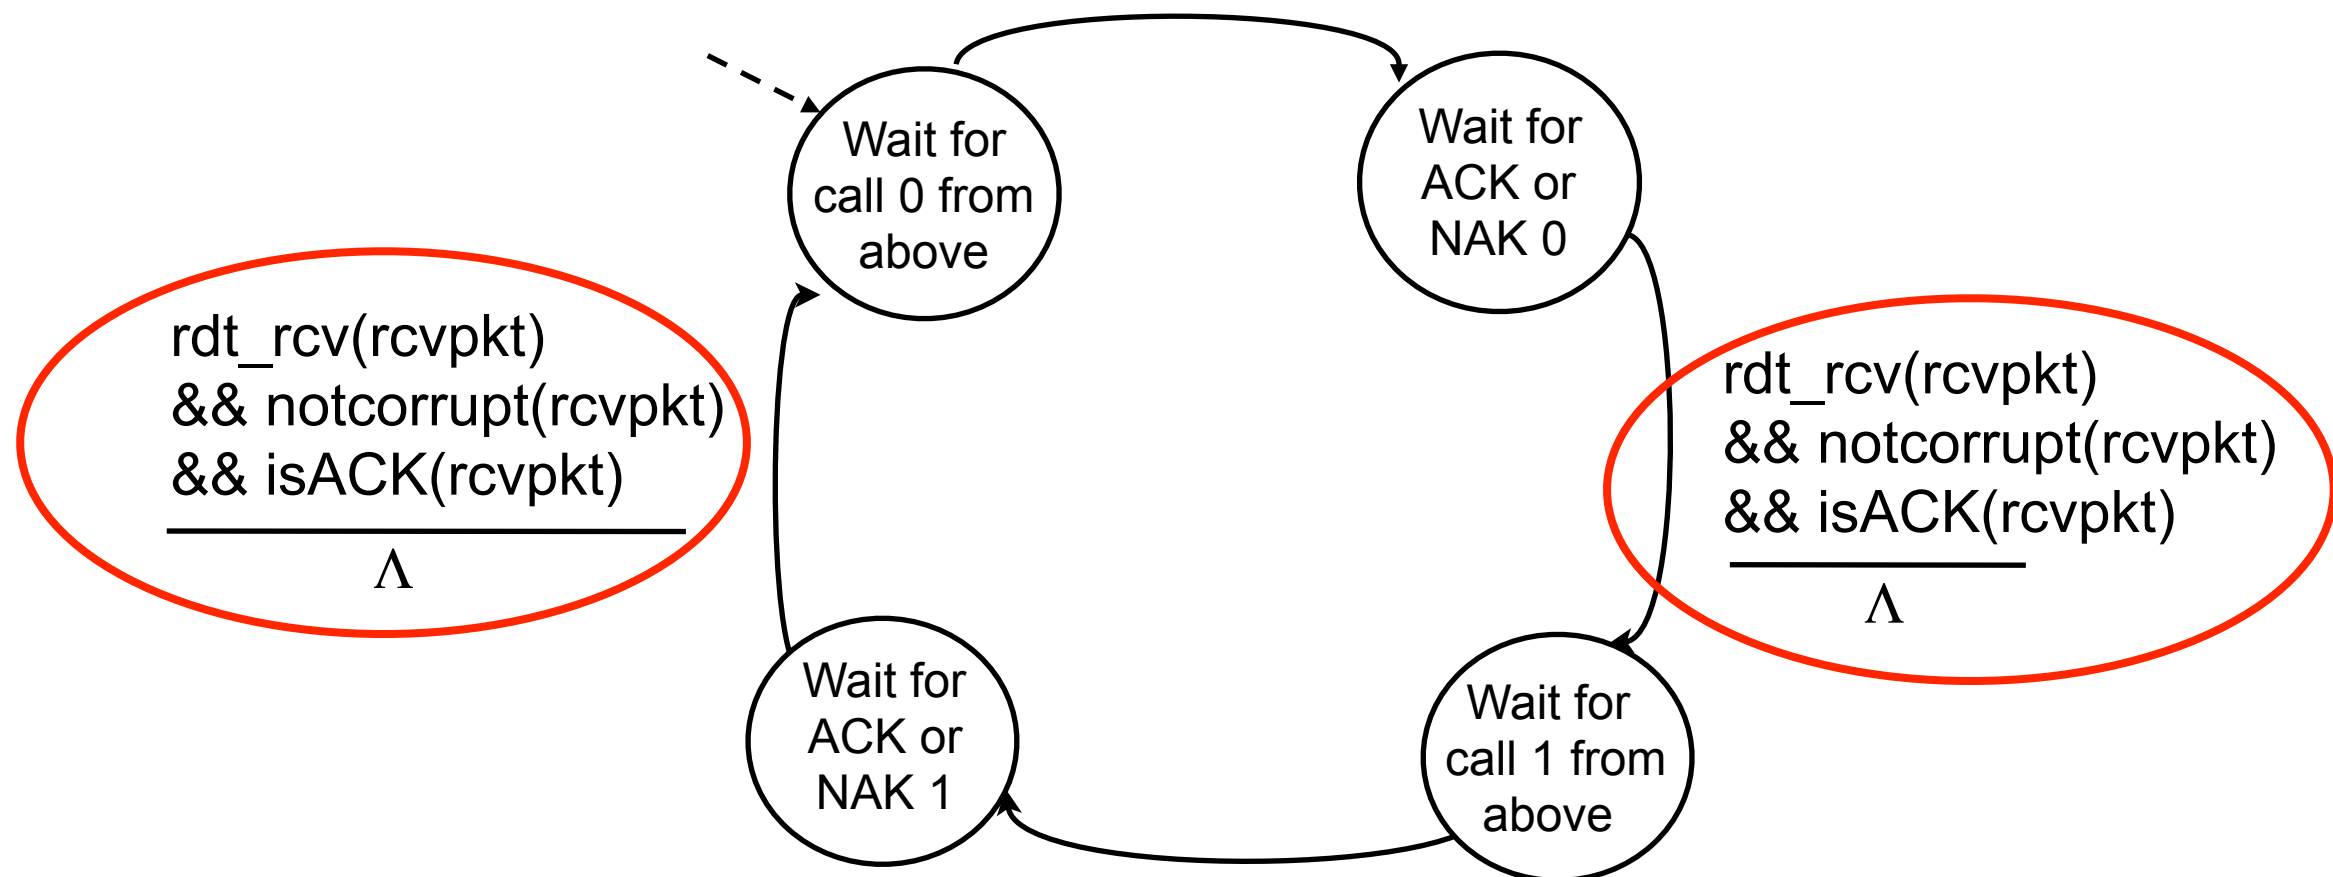 Wait for
call 0 from
above
Wait for
ACK or
NAK 0
rdt_rcv(rcvpkt)
&& notcorrupt(rcvpkt)
&& isACK(rcvpkt)
Λ
rdt_rcv(rcvpkt)
&& notcorrupt(rcvpkt)
&& isACK(rcvpkt)
Λ
Wait for
ACK or
NAK 1
Wait for
call 1 from
above